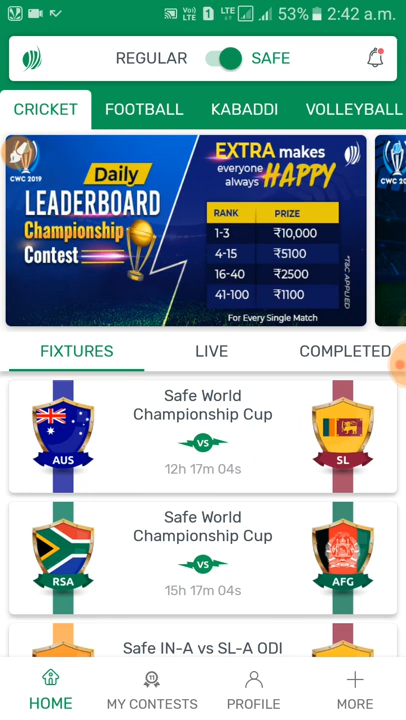 Vo)) LTE 1 LTE 53% 2:42 a.m.
REGULAR SAFE
CRICKET FOOTBALL KABADDI VOLLEYBALL
CWC 2019
Daily
LEADERBOARD
Championship
Contest
EXTRA makes
everyone
always HAPPY
RANK PRIZE
1-3 ₹10,000
4-15 ₹5100
16-40 ₹2500
41-100 ₹1100
*T&C APPLIED
For Every Single Match
FIXTURES LIVE COMPLETED
Safe World
Championship Cup
AUS VS SL
12h 17m 04s
Safe World
Championship Cup
RSA VS AFG
15h 17m 04s
Safe IN-A vs SL-A ODI
11
HOME MY CONTESTS PROFILE MORE